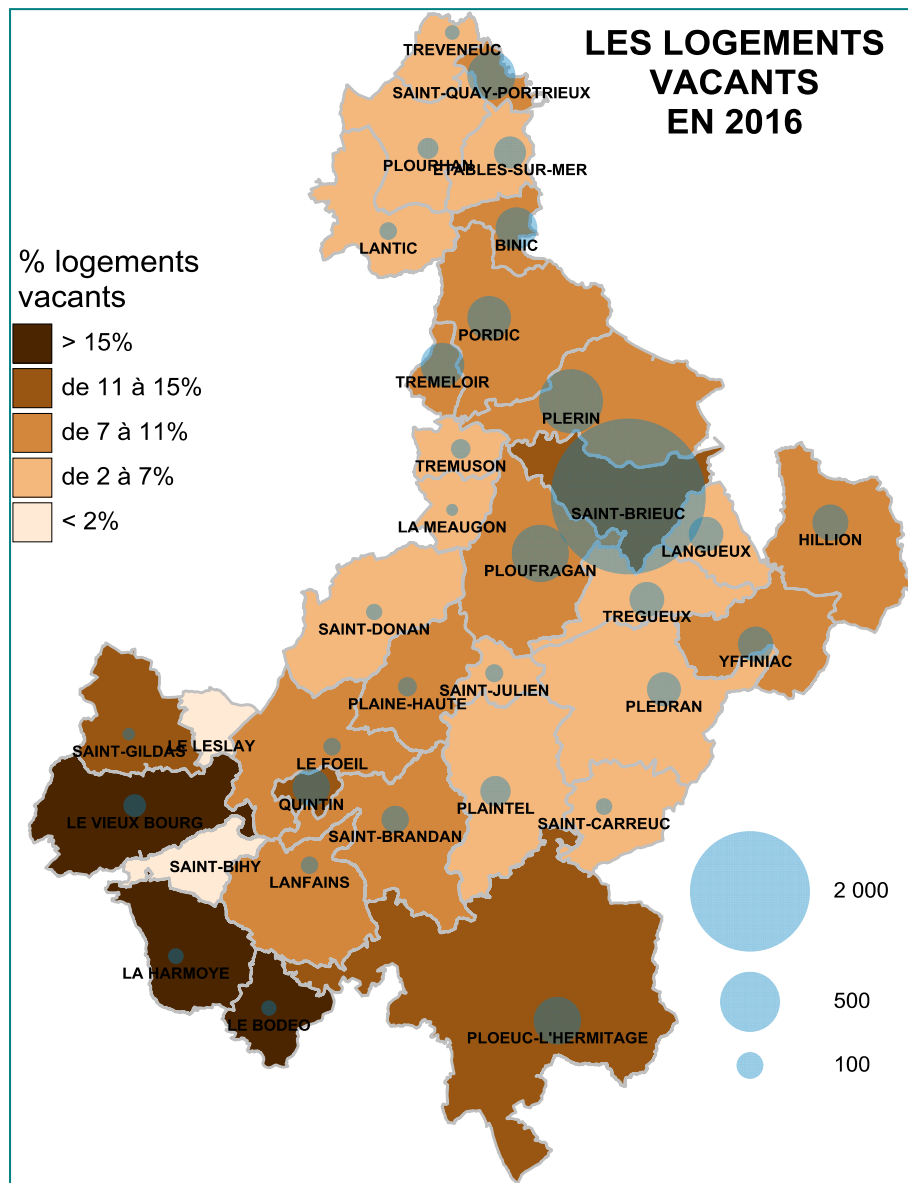 LES LOGEMENTS
VACANTS
EN 2016
TREVENEUC
SAINT-QUAY-PORTRIEUX
PLOURHAN
ETABLES-SUR-MER
LANTIC
BINIC
% logements
vacants
> 15%
de 11 à 15%
de 7 à 11%
de 2 à 7%
< 2%
PORDIC
TREMELOIR
PLERIN
TREMUSON
SAINT-BRIEUC
LA MEAUGON
LANGUEUX
HILLION
PLOUFRAGAN
TREGUEUX
SAINT-DONAN
YFFINIAC
SAINT-JULIEN
PLAINE-HAUTE
PLEDRAN
LE LESLAY
SAINT-GILDAS
LE FOEIL
QUINTIN
PLAINTEL
LE VIEUX BOURG
SAINT-BRANDAN
SAINT-CARREUC
SAINT-BIHY
LANFAINS
LA HARMOYE
LE BODEO
PLOEUC-L'HERMITAGE
2 000
500
100